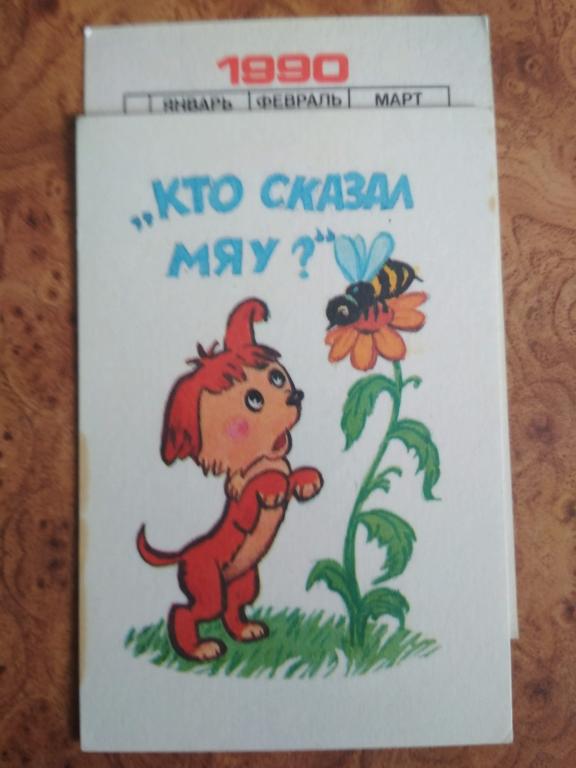 1990
ЯНВАРЬ ФЕВРАЛЬ МАРТ
„КТО СКАЗАЛ
МЯУ?"